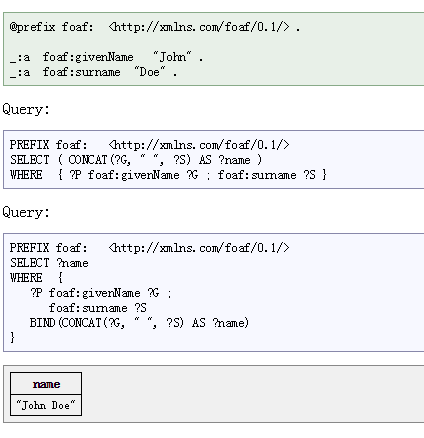 @prefix foaf:  <http://xmlns.com/foaf/0.1/> .
_:a  foaf:givenName   "John" .
_:a  foaf:surname  "Doe" .
Query:
PREFIX foaf:   <http://xmlns.com/foaf/0.1/>
SELECT ( CONCAT(?G, " ", ?S) AS ?name )
WHERE  { ?P foaf:givenName ?G ; foaf:surname ?S }
Query:
PREFIX foaf:   <http://xmlns.com/foaf/0.1/>
SELECT ?name
WHERE  {
   ?P foaf:givenName ?G ;
      foaf:surname ?S
   BIND(CONCAT(?G, " ", ?S) AS ?name)
}
name
"John Doe"